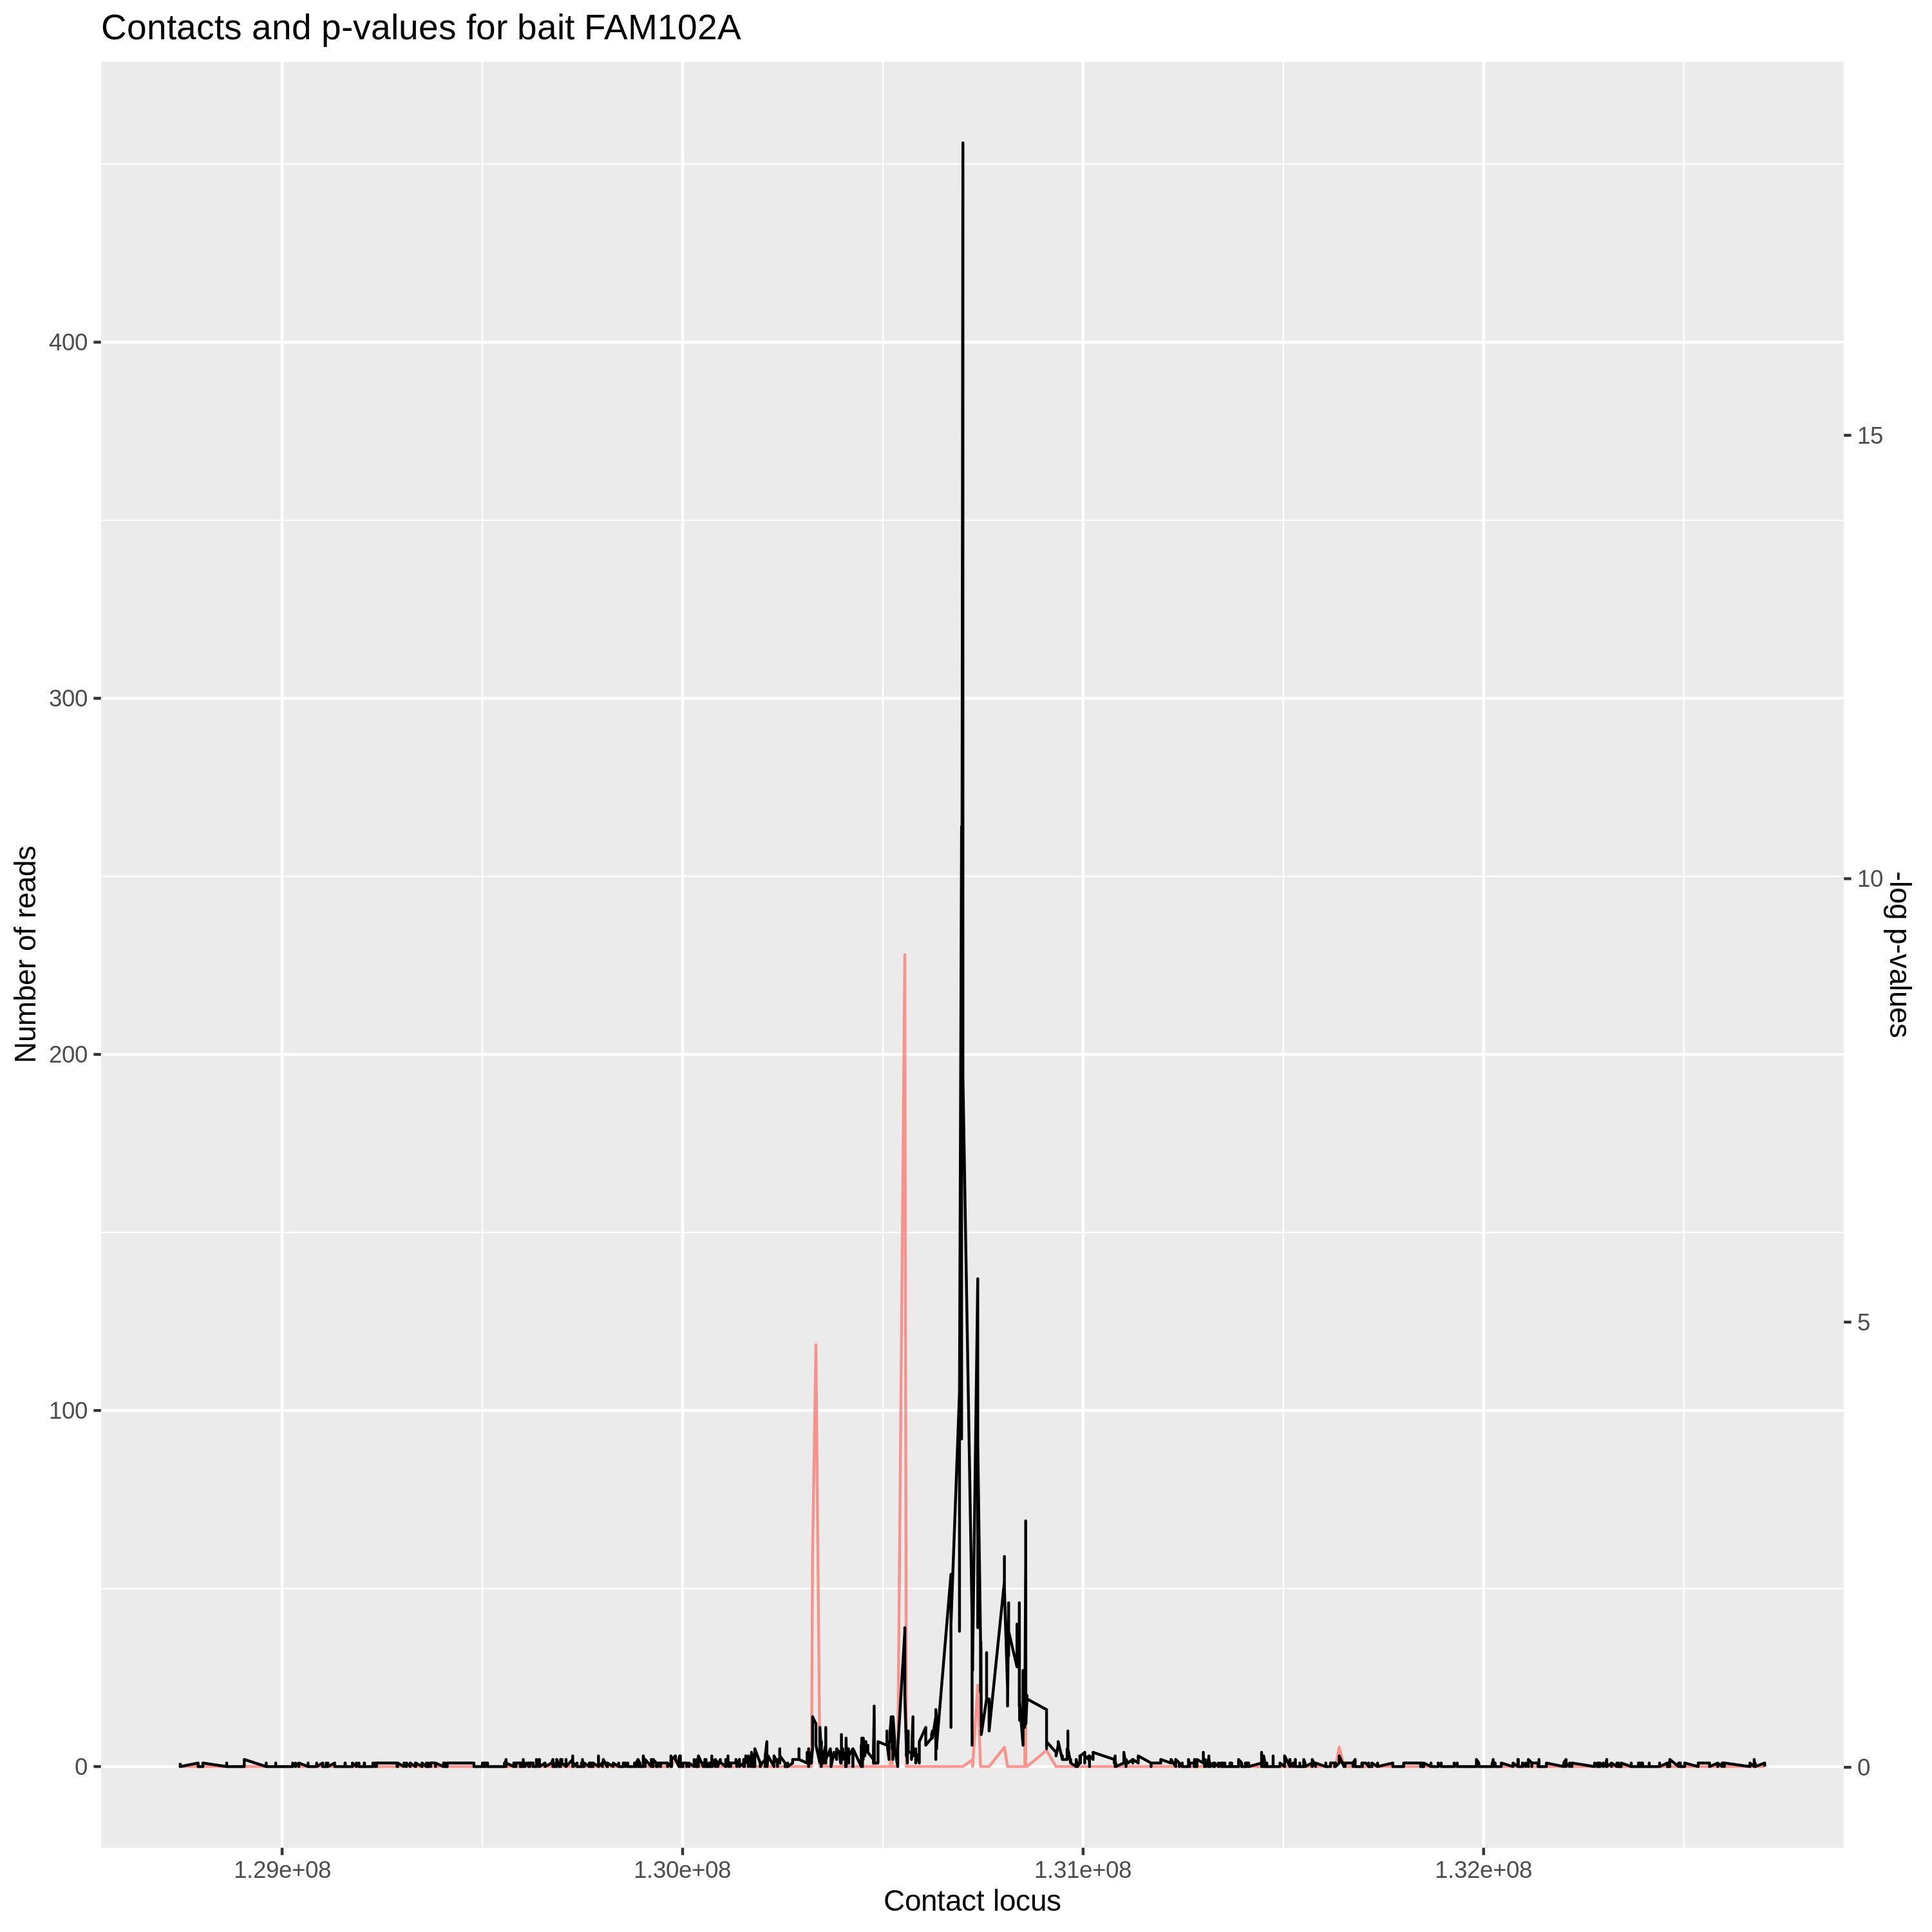 Contacts and p-values for bait FAM102A
Number of reads
400
300
200
100
0
15
10
5
0
-log p-values
1.29e+08
1.30e+08
1.31e+08
1.32e+08
Contact locus